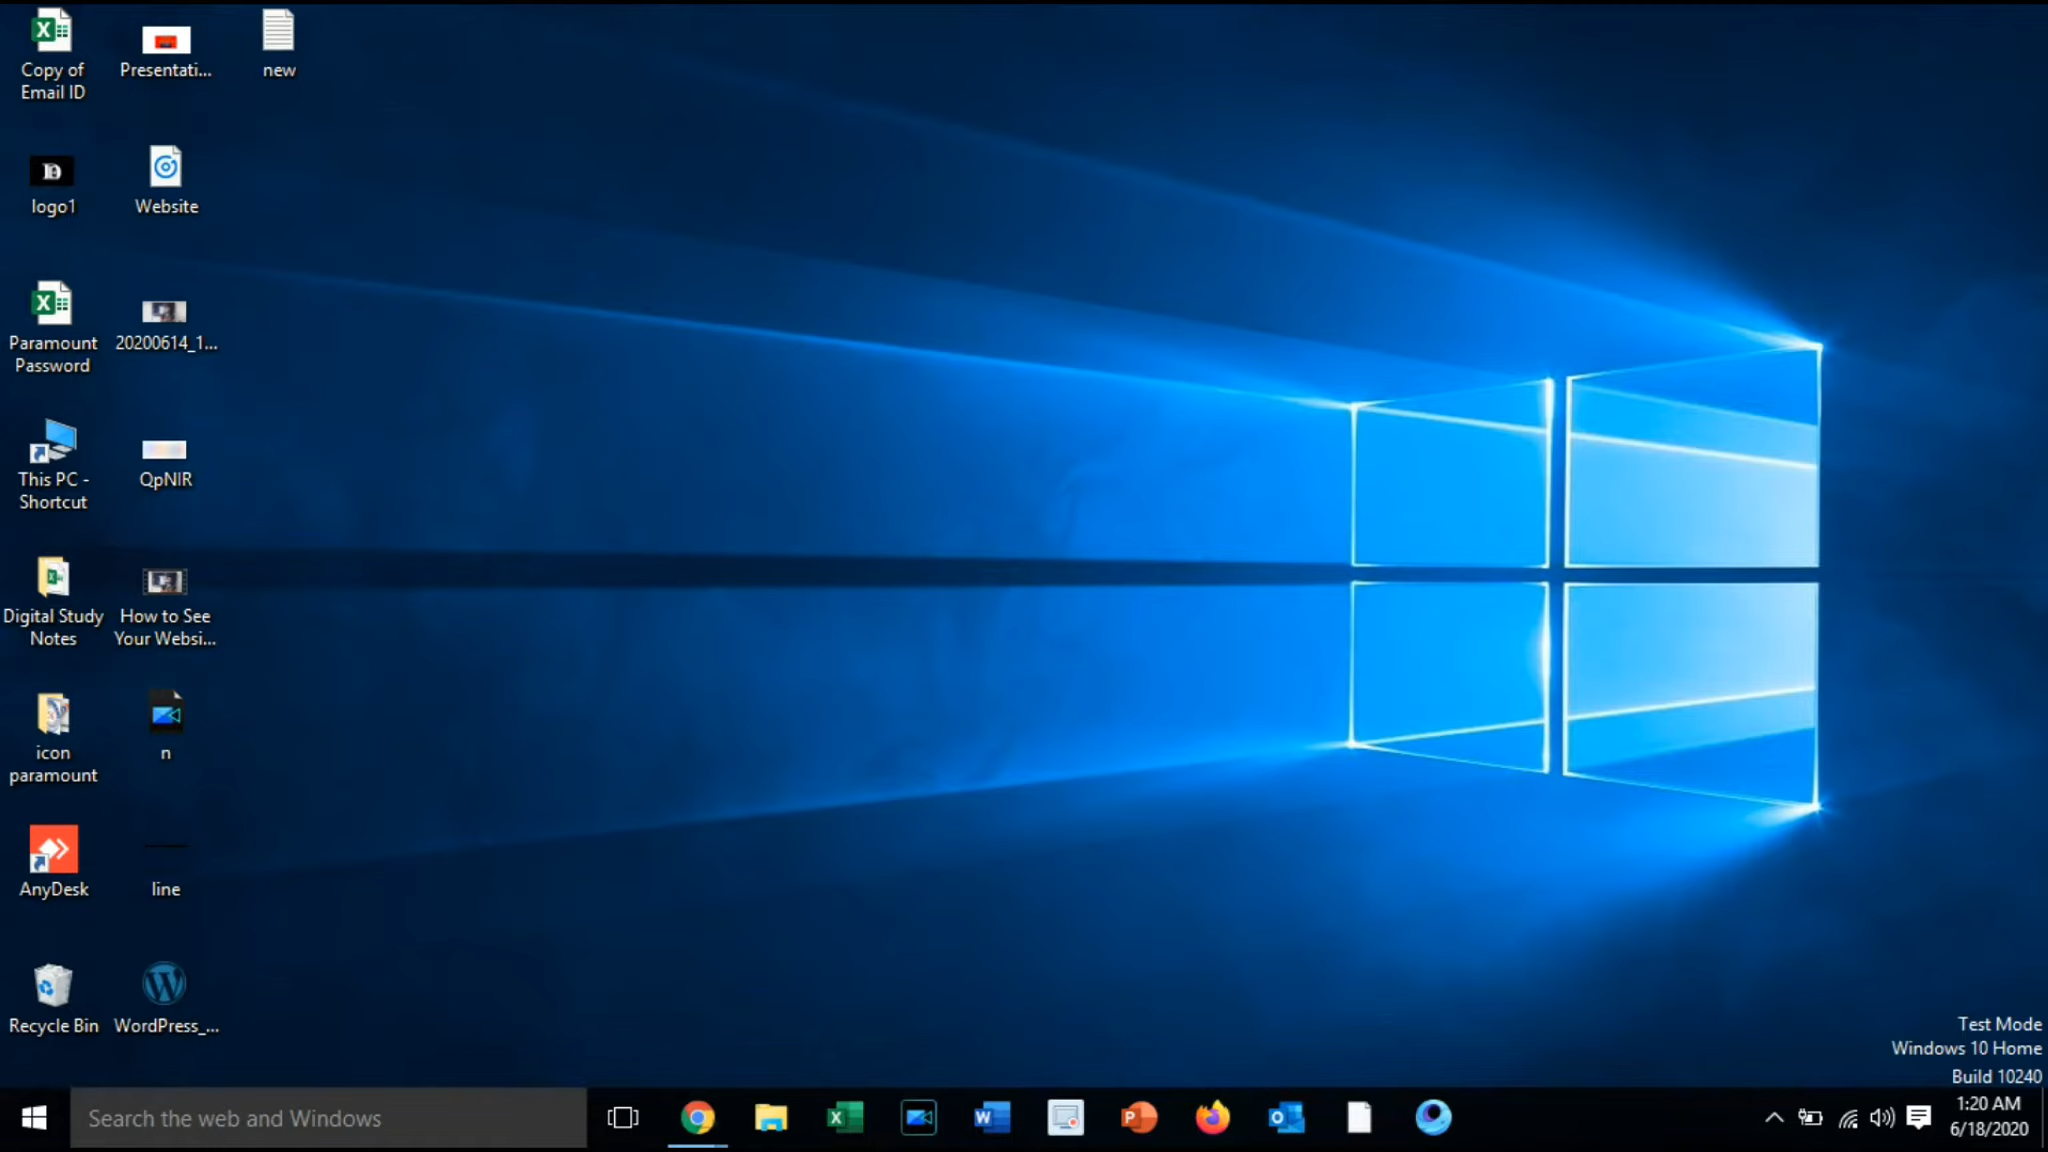 Copy of
Email ID
Presentati...
new
logo1
Website
Paramount
Password
20200614_1...
This PC -
Shortcut
QpNIR
Digital Study
Notes
How to See
Your Websi...
icon
paramount
n
AnyDesk
line
Recycle Bin
WordPress_...
Test Mode
Windows 10 Home
Build 10240
Search the web and Windows
1:20 AM
6/18/2020